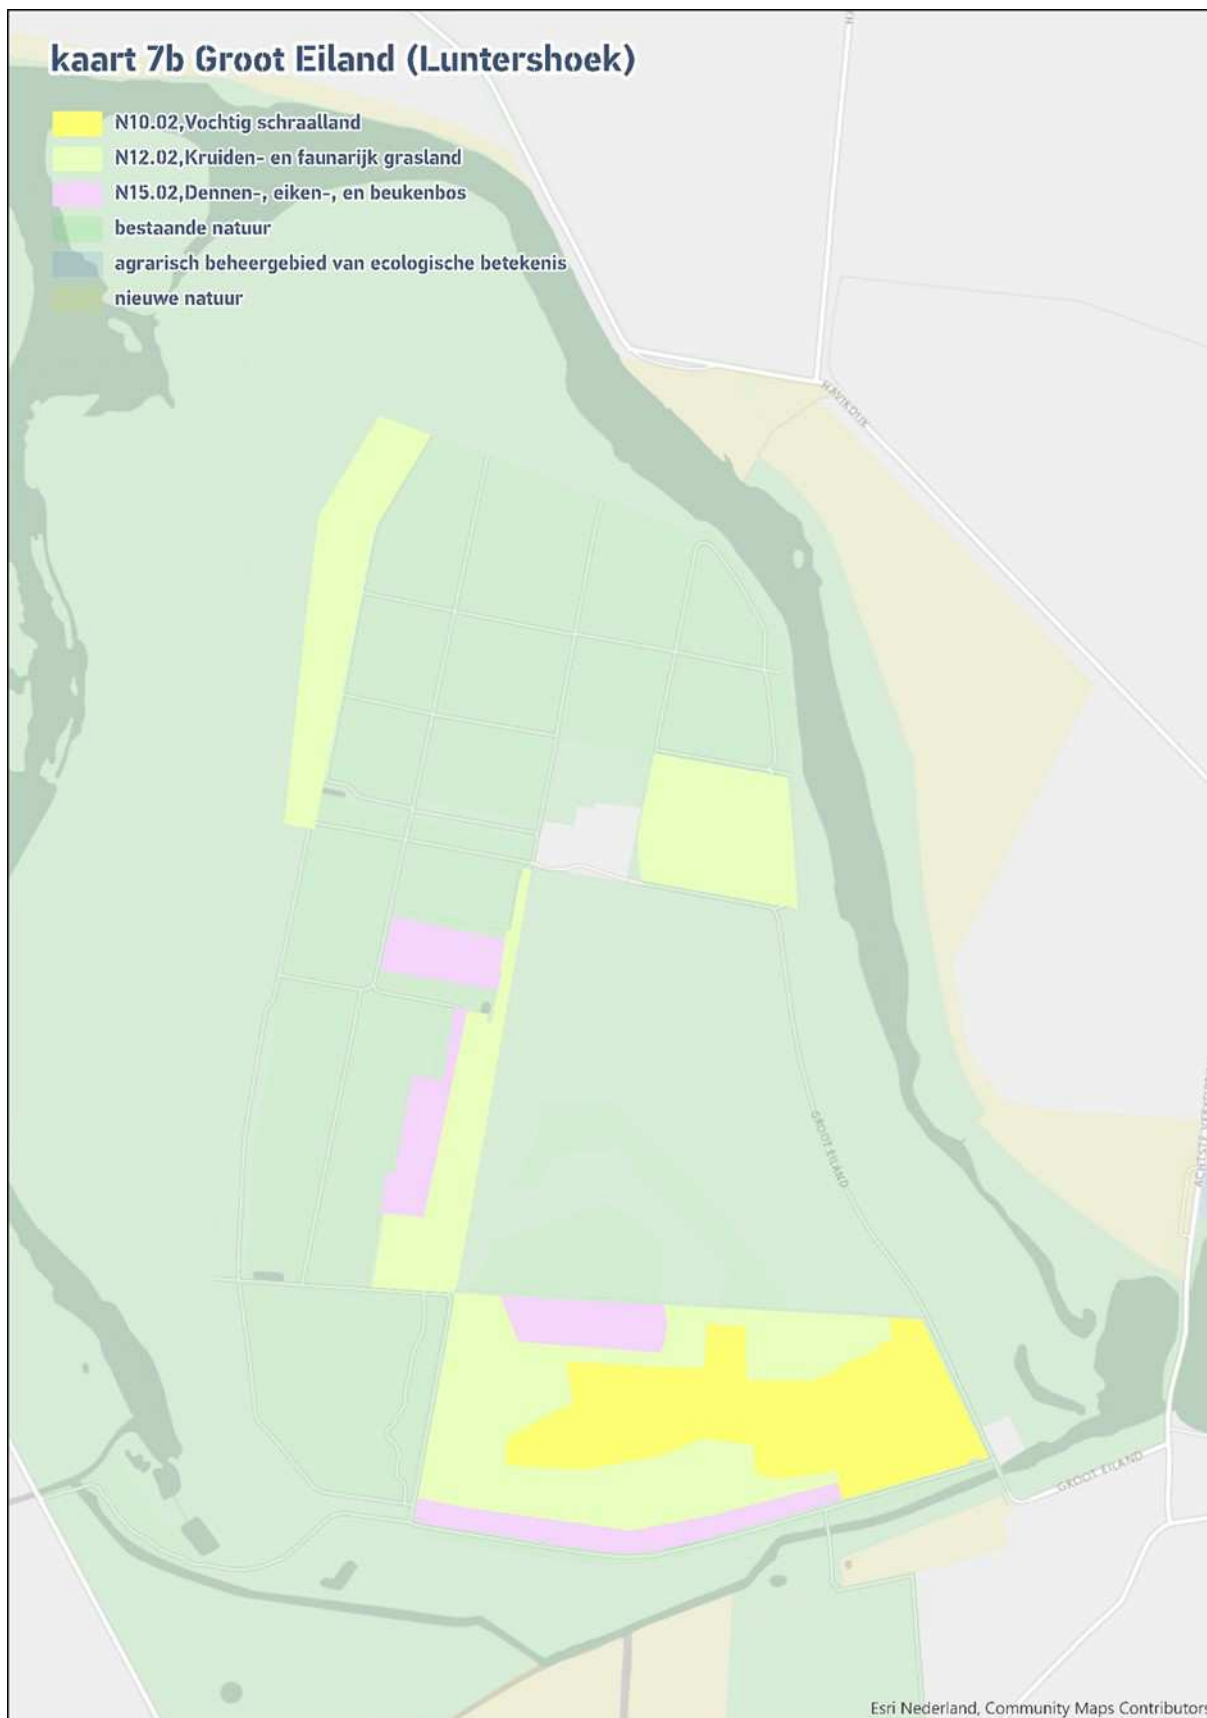 kaart 7b Groot Eiland (Luntershoek)
N10.02,Vochtig schraalland
N12.02,Kruiden- en faunarijk grasland
N15.02,Dennen-, eiken-, en beukenbos
bestaande natuur
agrarisch beheergebied van ecologische betekenis
nieuwe natuur
HAVIKDIJK
GROOT EILAND
GROOT EILAND
Esri Nederland, Community Maps Contributors